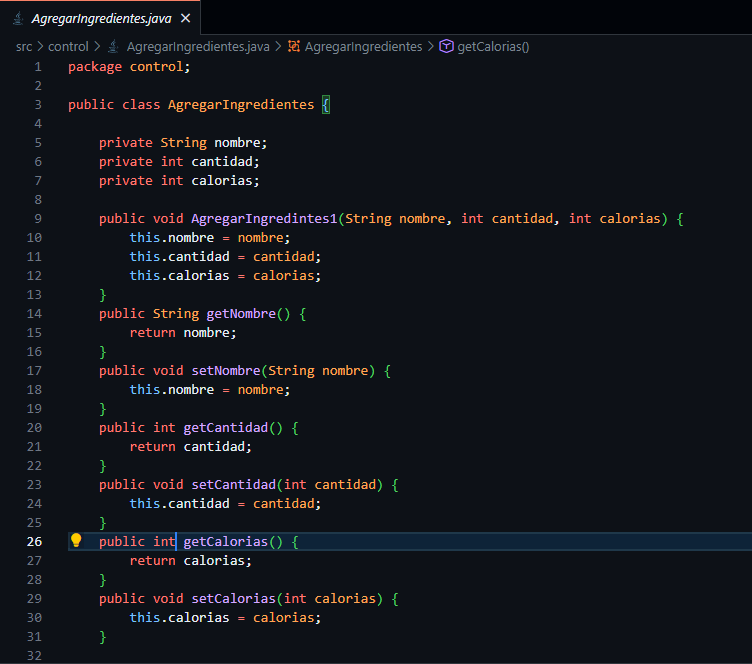 AgregarIngredientes.java ×
src > control > AgregarIngredientes.java > AgregarIngredientes > getCalorias()
1 package control;
2
3 public class AgregarIngredientes {
4
5     private String nombre;
6     private int cantidad;
7     private int calorias;
8
9     public void AgregarIngredintes1(String nombre, int cantidad, int calorias) {
10         this.nombre = nombre;
11         this.cantidad = cantidad;
12         this.calorias = calorias;
13     }
14     public String getNombre() {
15         return nombre;
16     }
17     public void setNombre(String nombre) {
18         this.nombre = nombre;
19     }
20     public int getCantidad() {
21         return cantidad;
22     }
23     public void setCantidad(int cantidad) {
24         this.cantidad = cantidad;
25     }
26     public int getCalorias() {
27         return calorias;
28     }
29     public void setCalorias(int calorias) {
30         this.calorias = calorias;
31     }
32